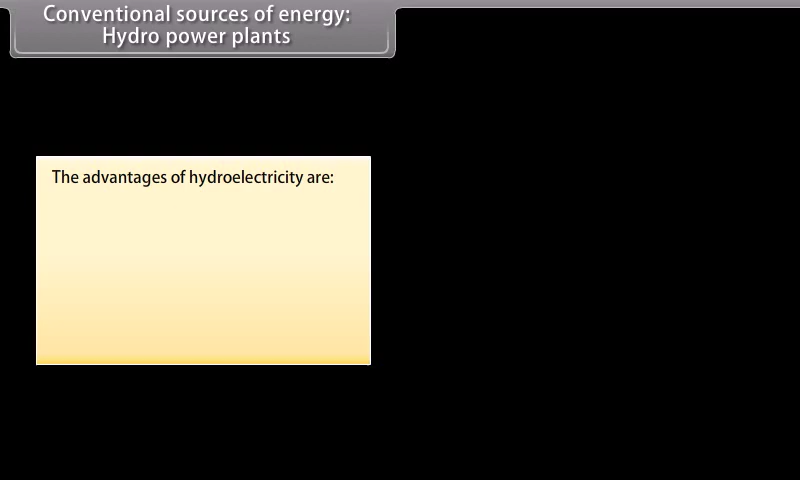 Conventional sources of energy:
Hydro power plants
The advantages of hydroelectricity are: